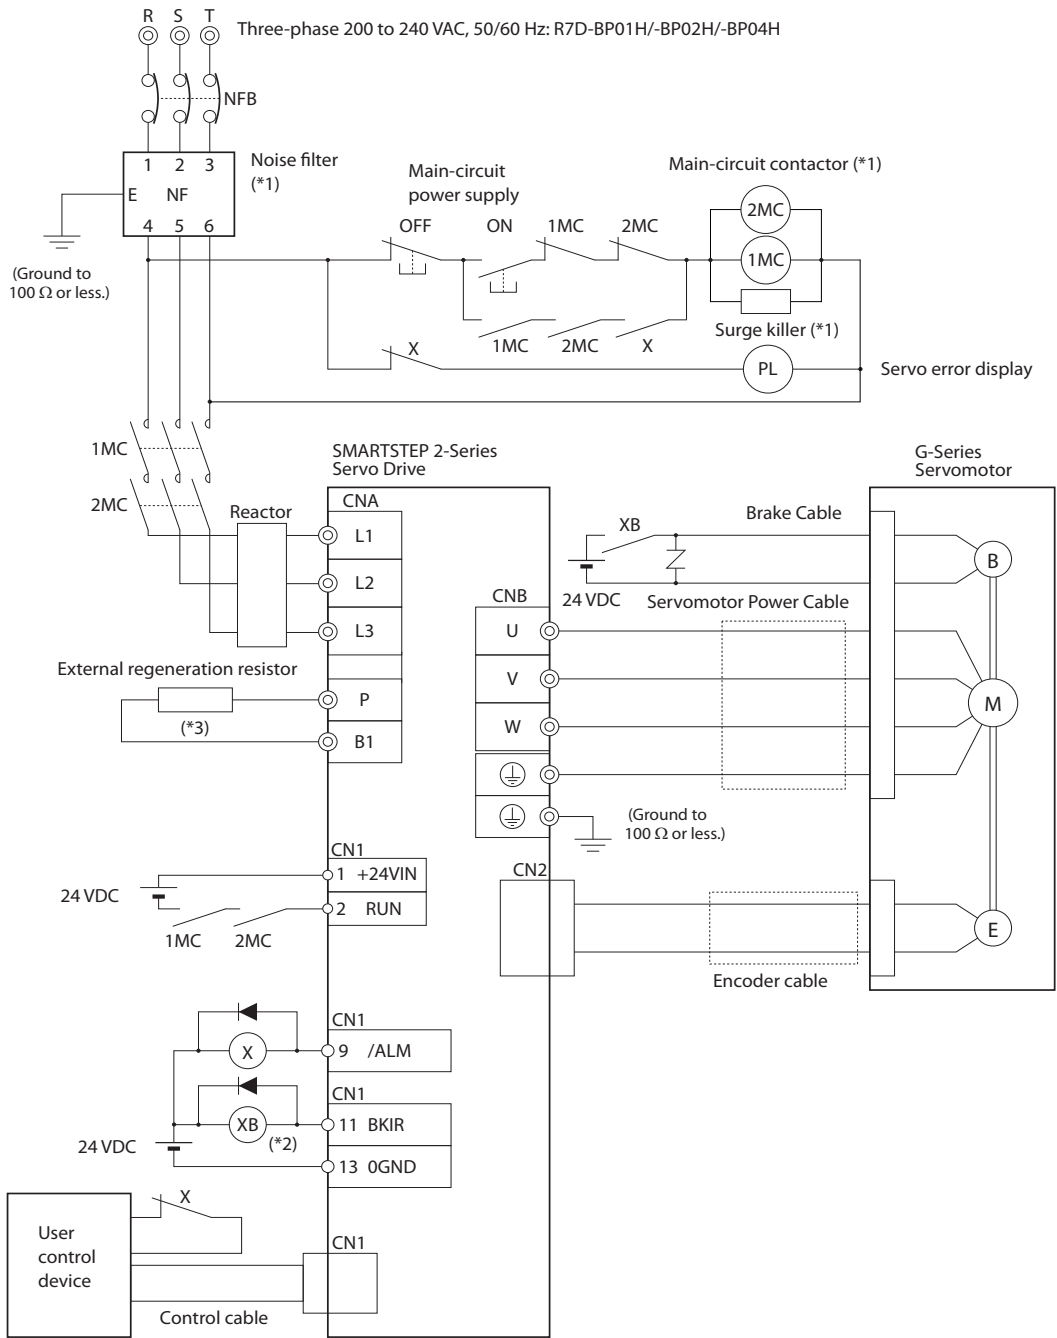 R S T
Three-phase 200 to 240 VAC, 50/60 Hz: R7D-BP01H/-BP02H/-BP04H
NFB
1 2 3
Noise filter
(*1)
E NF
4 5 6
(Ground to
100 Ω or less.)
Main-circuit
power supply
OFF
ON
1MC
2MC
Main-circuit contactor (*1)
2MC
1MC
Surge killer (*1)
1MC
2MC
X
X
PL
Servo error display
1MC
2MC
Reactor
SMARTSTEP 2-Series
Servo Drive
CNA
L1
L2
L3
External regeneration resistor
(*3)
P
B1
G-Series
Servomotor
XB
Brake Cable
B
24 VDC
Servomotor Power Cable
CNB
U
V
W
M
(Ground to
100 Ω or less.)
CN2
E
Encoder cable
CN1
1 +24VIN
24 VDC
2 RUN
1MC
2MC
CN1
X
9 /ALM
CN1
XB
(*2)
11 BKIR
24 VDC
13 0GND
X
User
control
device
CN1
Control cable